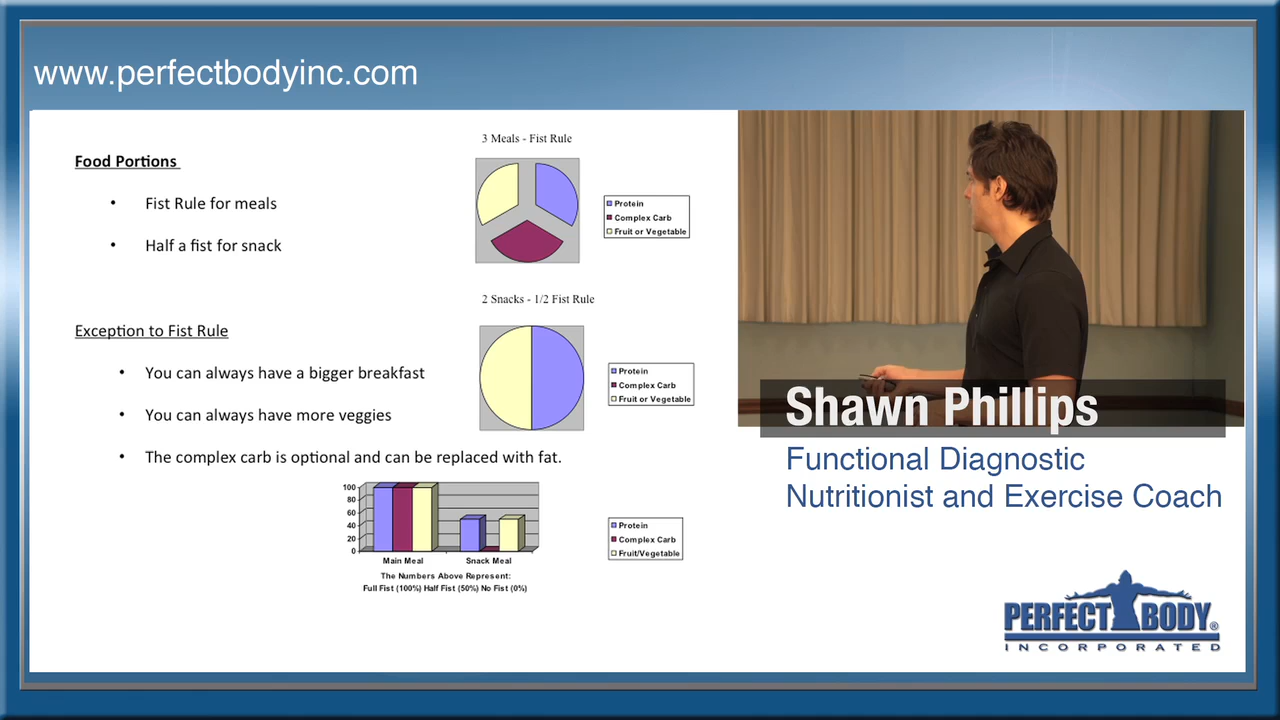 www.perfectbodyinc.com
Food Portions
• Fist Rule for meals
• Half a fist for snack
3 Meals - Fist Rule
Protein
Complex Carb
Fruit or Vegetable
2 Snacks - 1/2 Fist Rule
Protein
Complex Carb
Fruit or Vegetable
Exception to Fist Rule
• You can always have a bigger breakfast
• You can always have more veggies
• The complex carb is optional and can be replaced with fat.
100
80
60
40
20
0
Main Meal Snack Meal
The Numbers Above Represent:
Full Fist (100%) Half Fist (50%) No Fist (0%)
Protein
Complex Carb
Fruit/Vegetable
Shawn Phillips
Functional Diagnostic
Nutritionist and Exercise Coach
PERFECT BODY®
INCORPORATED